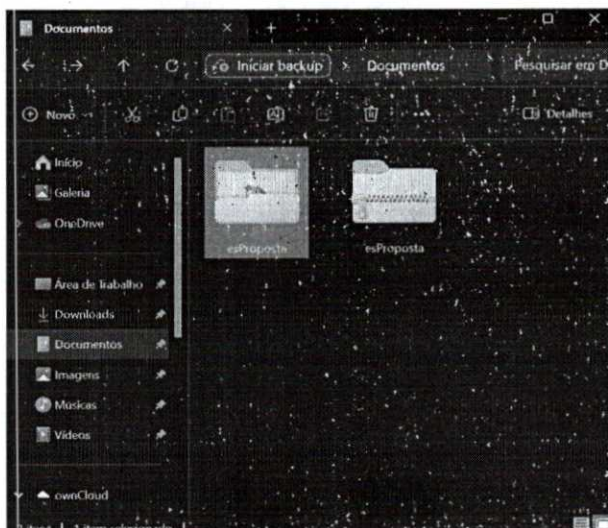 Documentos
Iniciar backup > Documentos
Pesquisar em D
Novo
Detalhes
Início
Galeria
OneDrive
esProposta
esProposta
Área de Trabalho
Downloads
Documentos
Imagens
Músicas
Vídeos
ownCloud